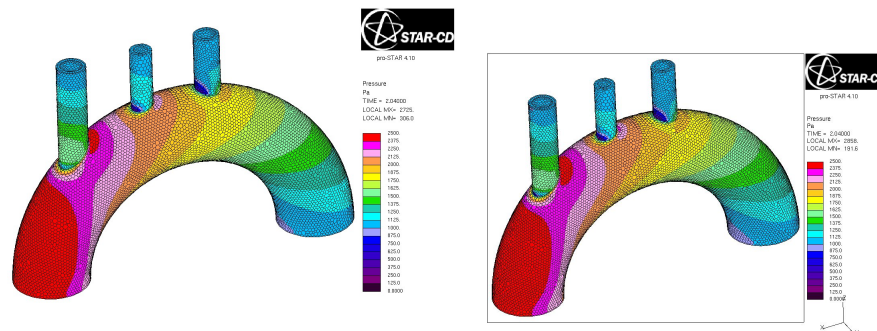 STAR-CD
pro-STAR 4.10
Pressure
Pa
TIME = 2.04000
LOCAL MX= 2725.
LOCAL MN= 306.0
2500.
2375.
2250.
2125.
2000.
1875.
1750.
1625.
1500.
1375.
1250.
1125.
1000.
875.0
750.0
625.0
500.0
375.0
250.0
125.0
0.0000
STAR-C
pro-STAR 4.10
Pressure
Pa
TIME = 2.04000
LOCAL MX= 2858.
LOCAL MN= 191.6
2500.
2375.
2250.
2125.
2000.
1875.
1750.
1625.
1500.
1375.
1250.
1125.
1000.
875.0
750.0
625.0
500.0
375.0
250.0
125.0
0.0000
Z
X